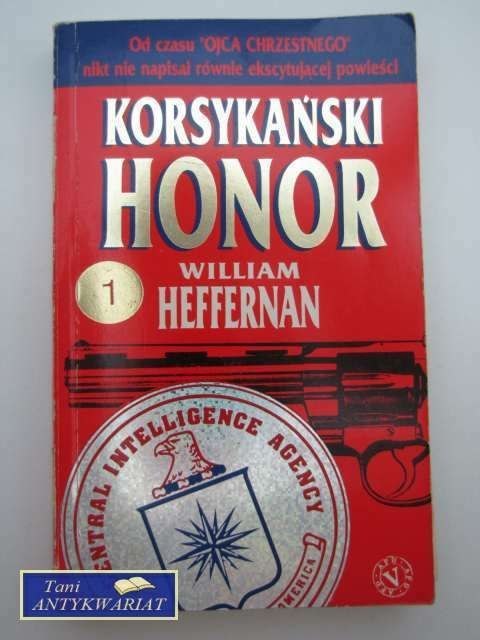 Od czasu "OJCA CHRZESTNEGO"
nikt nie napisał równie ekscytującej powieści
KORSYKAŃSKI
HONOR
1
WILLIAM
HEFFERNAN
CENTRAL INTELLIGENCE AGENCY
AMERICA
V
Tani
ANTYKWARIAT